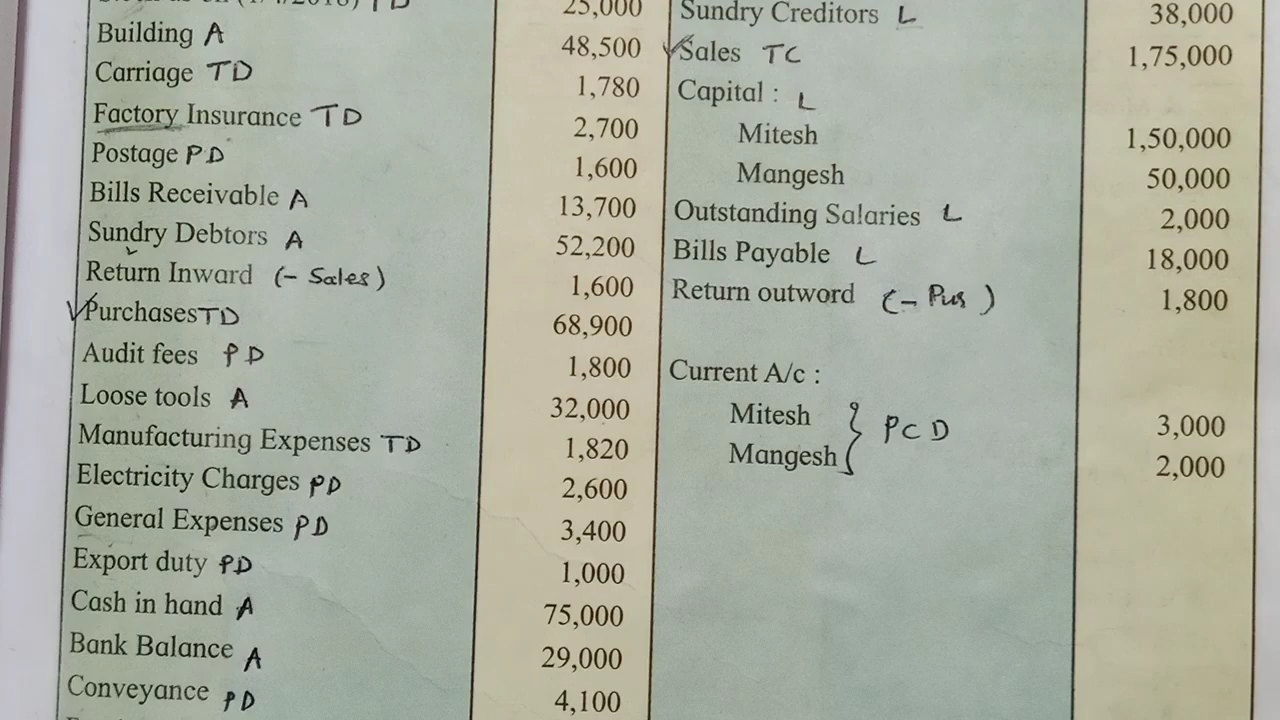 25,000
Building A 48,500
Carriage TD 1,780
Factory Insurance TD 2,700
Postage PD 1,600
Bills Receivable A 13,700
Sundry Debtors A 52,200
Return Inward (- Sales) 1,600
✓Purchases TD 68,900
Audit fees PD 1,800
Loose tools A 32,000
Manufacturing Expenses TD 1,820
Electricity Charges PD 2,600
General Expenses PD 3,400
Export duty PD 1,000
Cash in hand A 75,000
Bank Balance A 29,000
Conveyance PD 4,100
Sundry Creditors L 38,000
✓Sales TC 1,75,000
Capital : L
Mitesh 1,50,000
Mangesh 50,000
Outstanding Salaries L 2,000
Bills Payable L 18,000
Return outword (- Pus) 1,800
Current A/c :
Mitesh } PCD 3,000
Mangesh 2,000